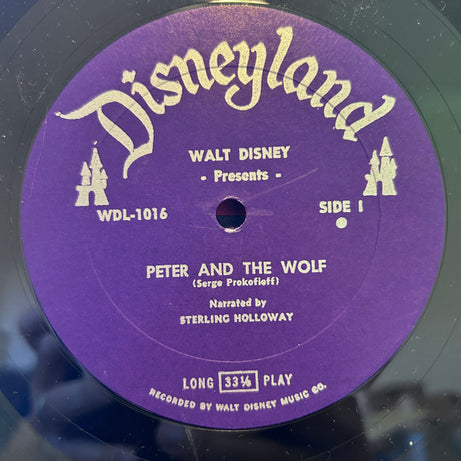 Disneyland
WALT DISNEY
- Presents -
WDL-1016
SIDE 1
PETER AND THE WOLF
(Serge Prokofieff)
Narrated by
STERLING HOLLOWAY
LONG 33⅓ PLAY
RECORDED BY WALT DISNEY MUSIC CO.